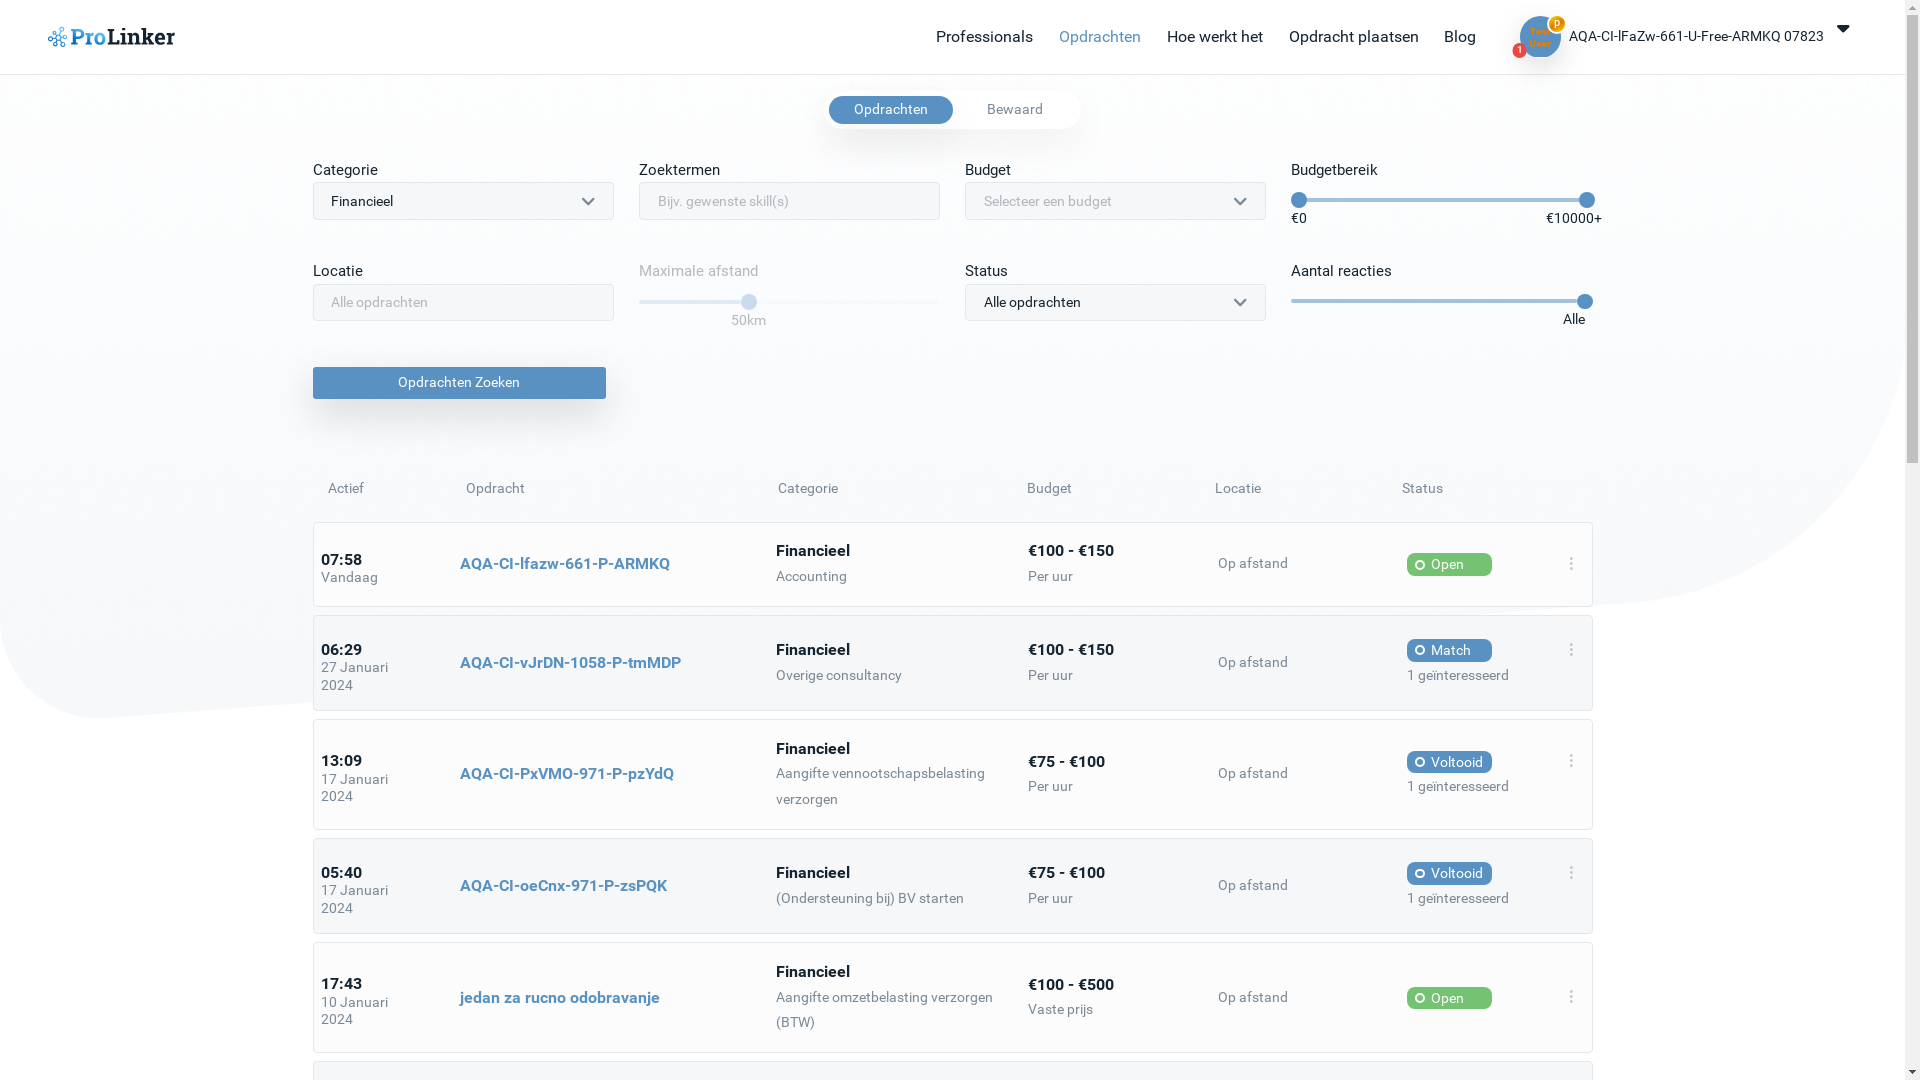 ProLinker
Professionals Opdrachten Hoe werkt het Opdracht plaatsen Blog
P
Test User
1
AQA-CI-lFaZw-661-U-Free-ARMKQ 07823
Opdrachten Bewaard
Categorie Zoektermen Budget Budgetbereik
Financieel Bijv. gewenste skill(s) Selecteer een budget
€0 €10000+
Locatie Maximale afstand Status Aantal reacties
Alle opdrachten 50km Alle opdrachten Alle
Opdrachten Zoeken
Actief Opdracht Categorie Budget Locatie Status
07:58
Vandaag
AQA-CI-lfazw-661-P-ARMKQ
Financieel
Accounting
€100 - €150
Per uur
Op afstand
Open
06:29
27 Januari
2024
AQA-CI-vJrDN-1058-P-tmMDP
Financieel
Overige consultancy
€100 - €150
Per uur
Op afstand
Match
1 geïnteresseerd
13:09
17 Januari
2024
AQA-CI-PxVMO-971-P-pzYdQ
Financieel
Aangifte vennootschapsbelasting
verzorgen
€75 - €100
Per uur
Op afstand
Voltooid
1 geïnteresseerd
05:40
17 Januari
2024
AQA-CI-oeCnx-971-P-zsPQK
Financieel
(Ondersteuning bij) BV starten
€75 - €100
Per uur
Op afstand
Voltooid
1 geïnteresseerd
17:43
10 Januari
2024
jedan za rucno odobravanje
Financieel
Aangifte omzetbelasting verzorgen
(BTW)
€100 - €500
Vaste prijs
Op afstand
Open